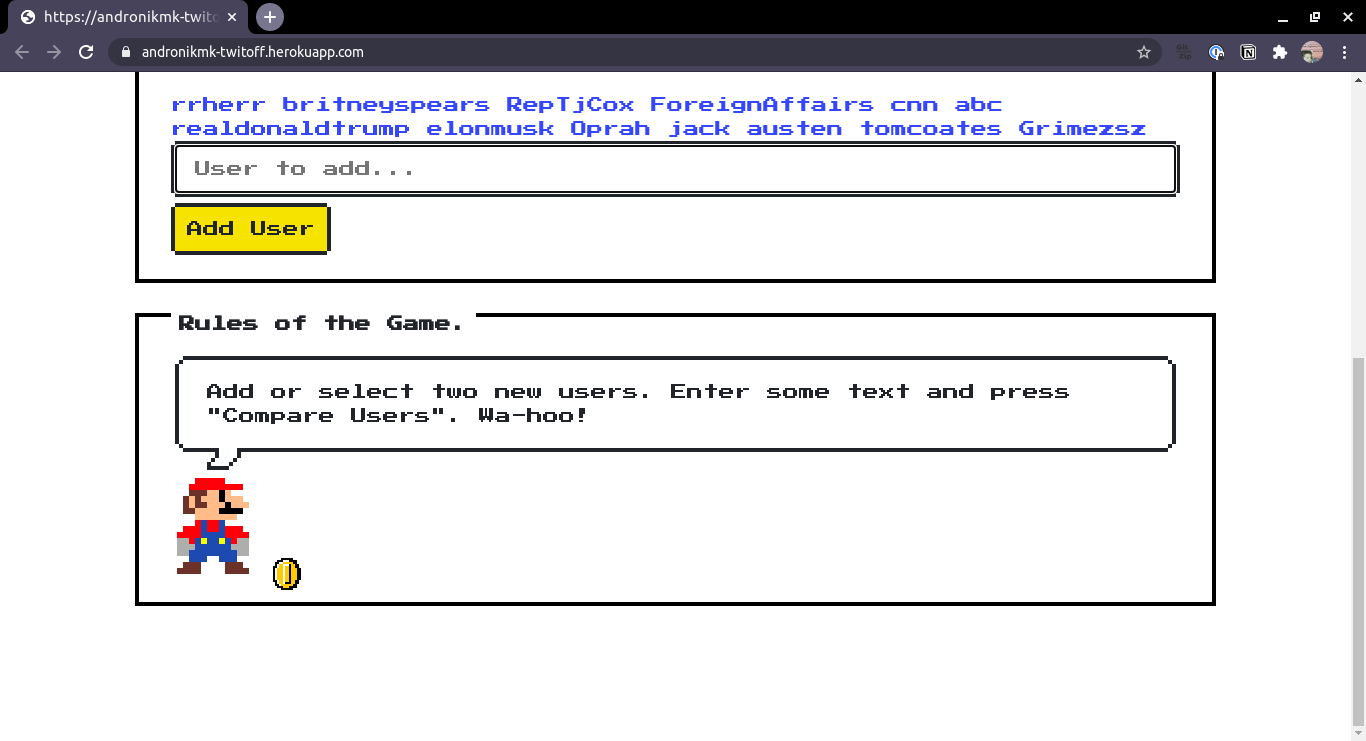 https://andronikmk-twito
andronikmk-twitoff.herokuapp.com
rrherr britneyspears RepTjCox ForeignAffairs cnn abc
realdonaldtrump elonmusk Oprah jack austen tomcoates Grimezsz
User to add...
Add User
Rules of the Game.
Add or select two new users. Enter some text and press
"Compare Users". Wa-hoo!